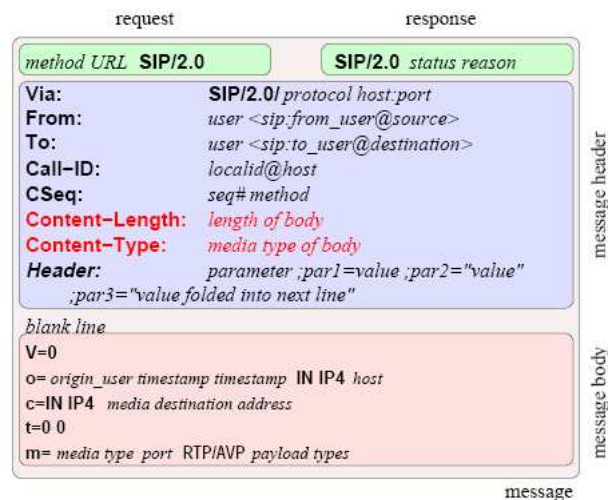 request response
method URL SIP/2.0 SIP/2.0 status reason
Via: SIP/2.0/ protocol host:port
From: user <sip:from_user@source>
To: user <sip:to_user@destination>
Call-ID: localid@host
CSeq: seq# method
Content-Length: length of body
Content-Type: media type of body
Header: parameter ;par1=value ;par2="value"
;par3="value folded into next line"
message header
blank line
V=0
o= origin_user timestamp timestamp IN IP4 host
c=IN IP4 media destination address
t=0 0
m= media type port RTP/AVP payload types
message body
message